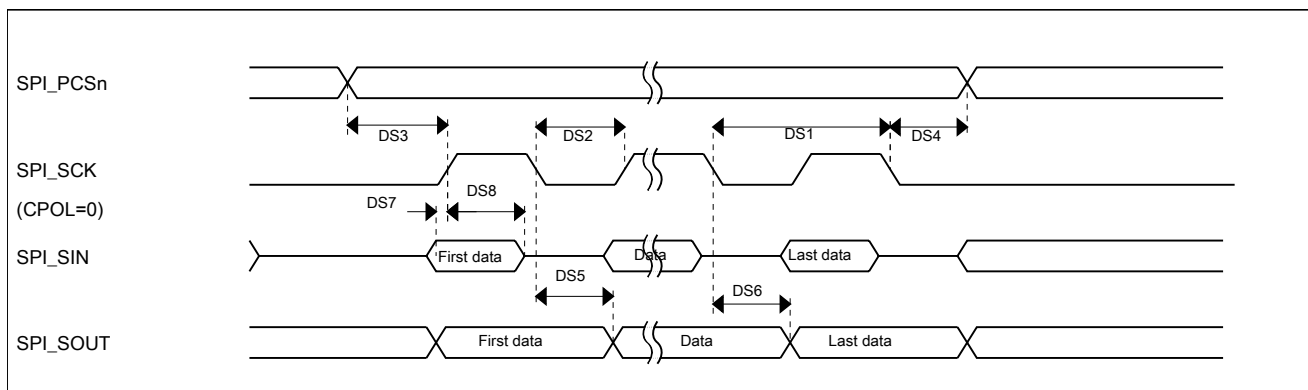 SPI_PCSn
DS3
DS2
DS1
DS4
SPI_SCK
(CPOL=0)
DS7
DS8
SPI_SIN
First data
Data
Last data
DS5
DS6
SPI_SOUT
First data
Data
Last data